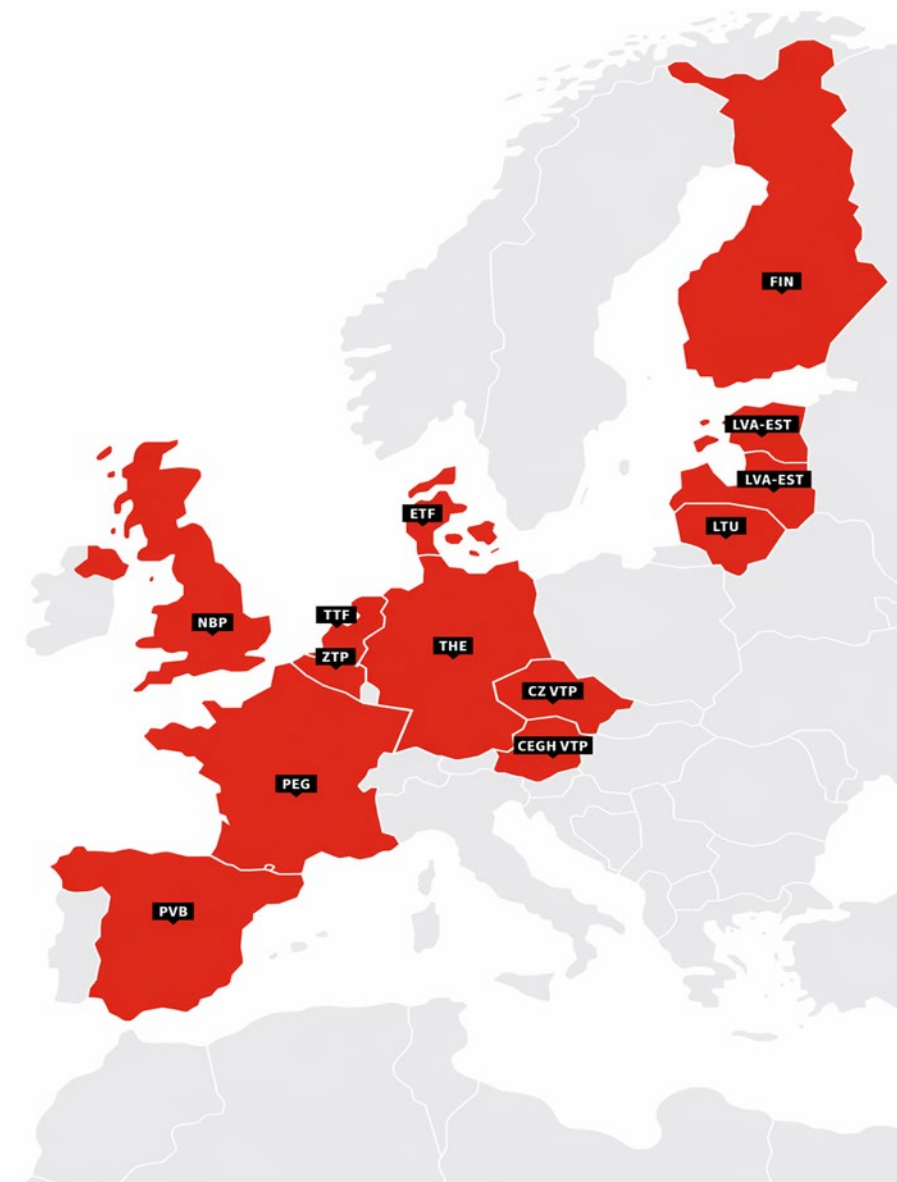 FIN
LVA-EST
LVA-EST
ETF
LTU
TTF
NBP
THE
ZTP
CZ VTP
CEGH VTP
PEG
PVB